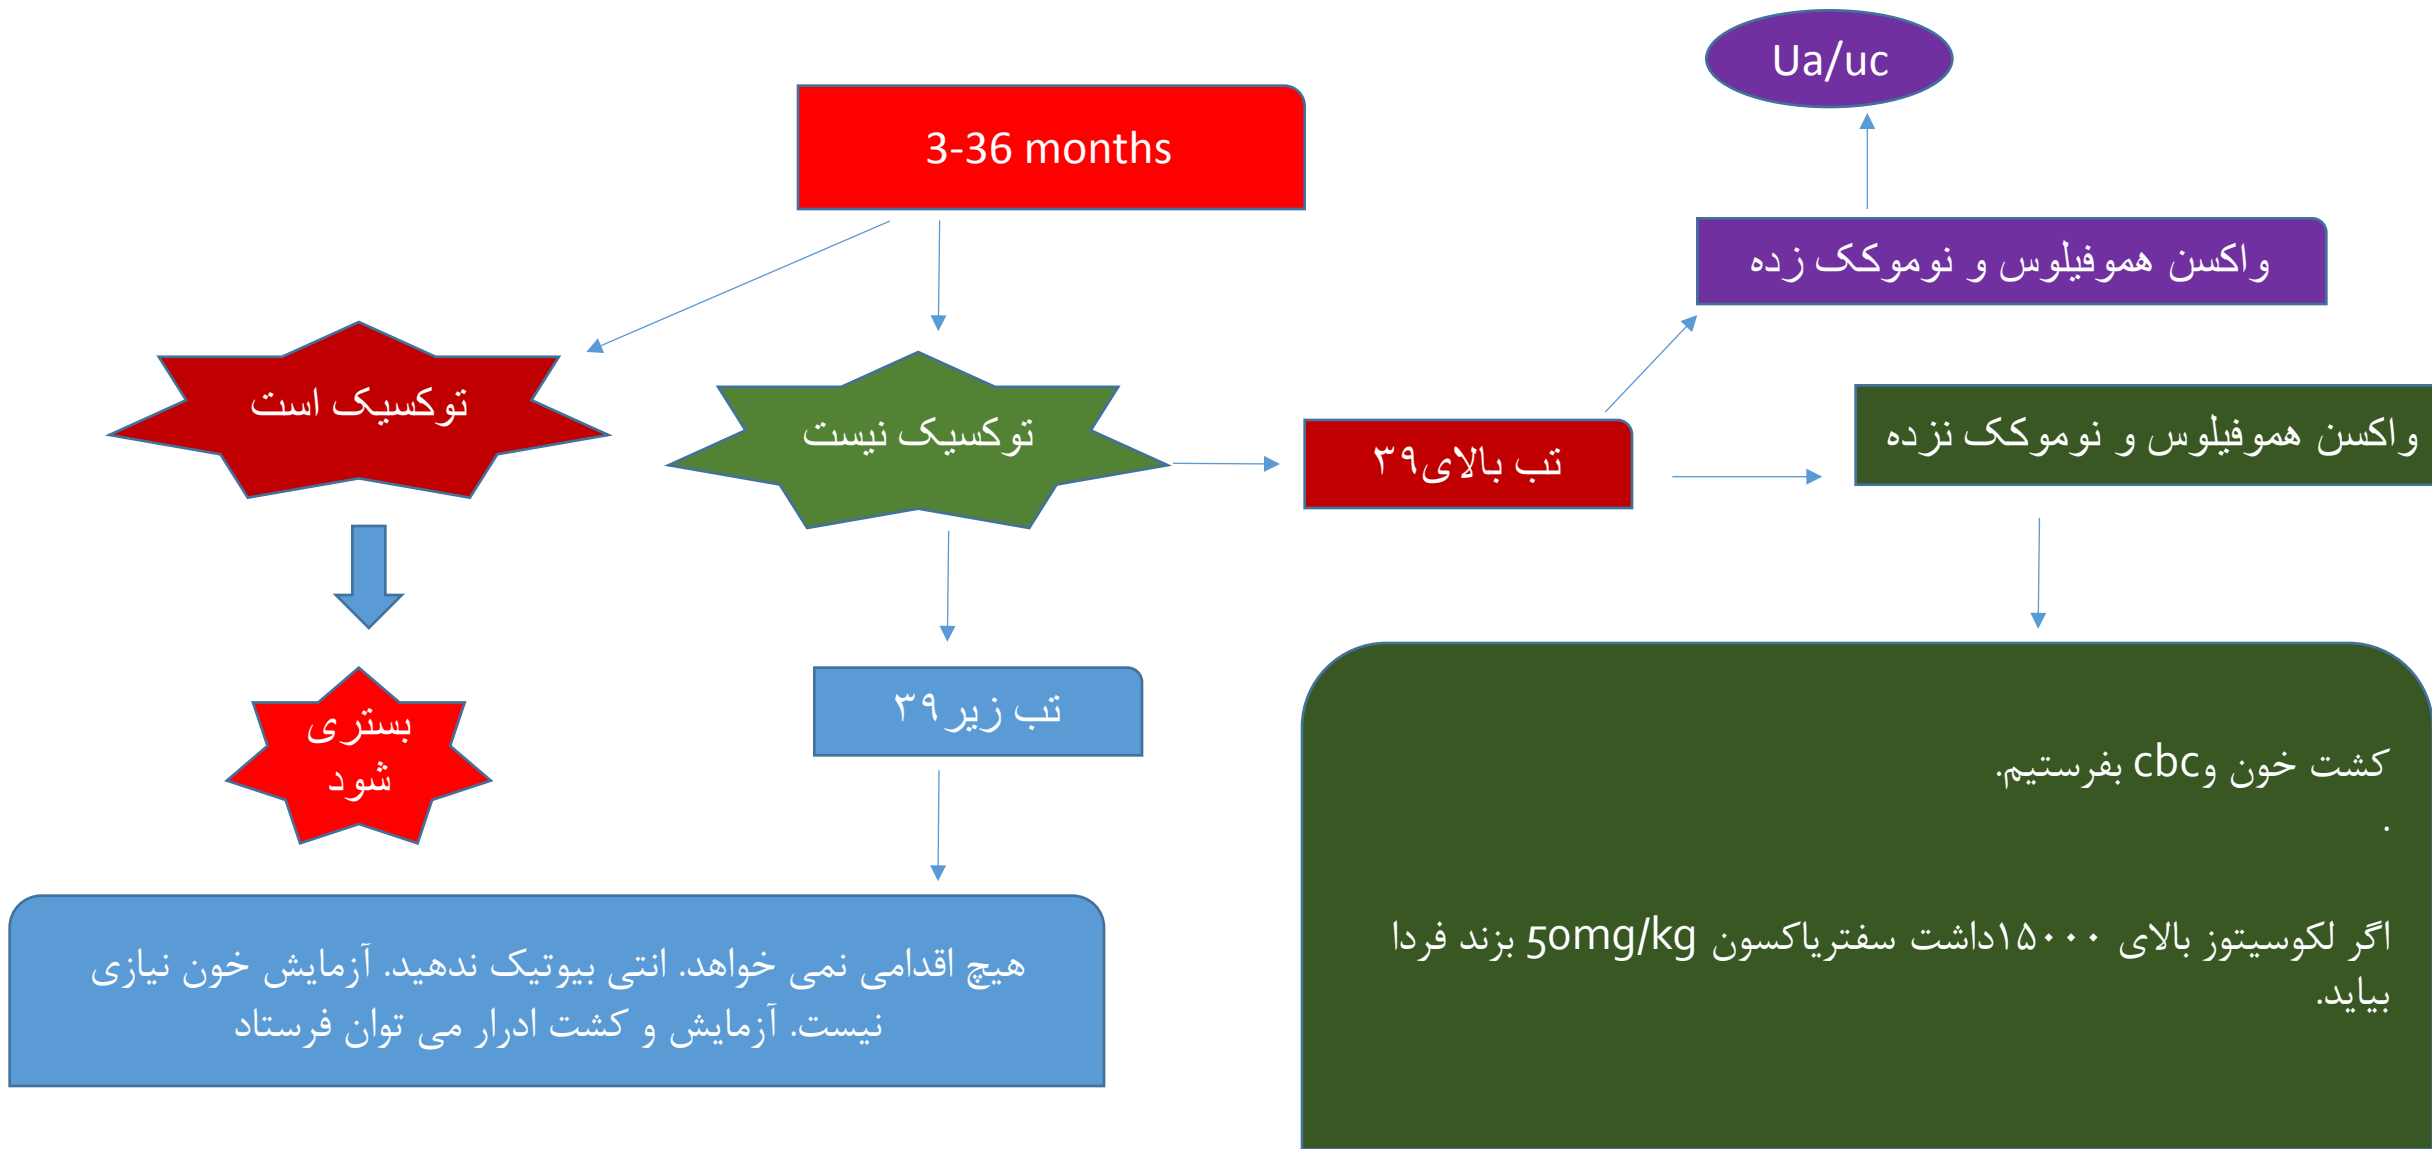 Ua/uc
3-36 months
واکسن هموفیلوس و نوموکک زده
توکسیک است
توکسیک نیست
تب بالای۳۹
واکسن هموفیلوس و نوموکک نزده
بستری
شود
تب زیر۳۹
کشت خون وcbc بفرستیم.
.
اگر لکوسیتوز بالای ۱۵۰۰۰داشت سفتریاکسون 50mg/kg بزند فردا
بیاید.
هیچ اقدامی نمی خواهد. انتی بیوتیک ندهید. آزمایش خون نیازی
نیست. آزمایش و کشت ادرار می توان فرستاد